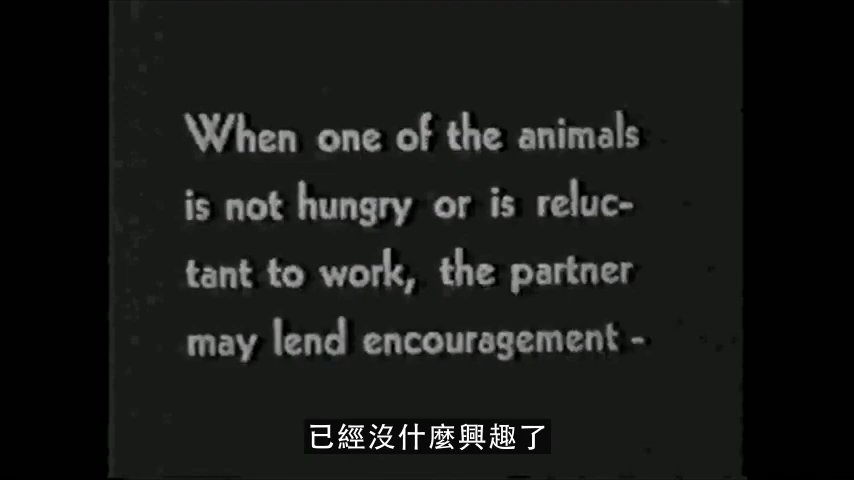 When one of the animals
is not hungry or is reluc-
tant to work, the partner
may lend encouragement -
已經沒什麼興趣了